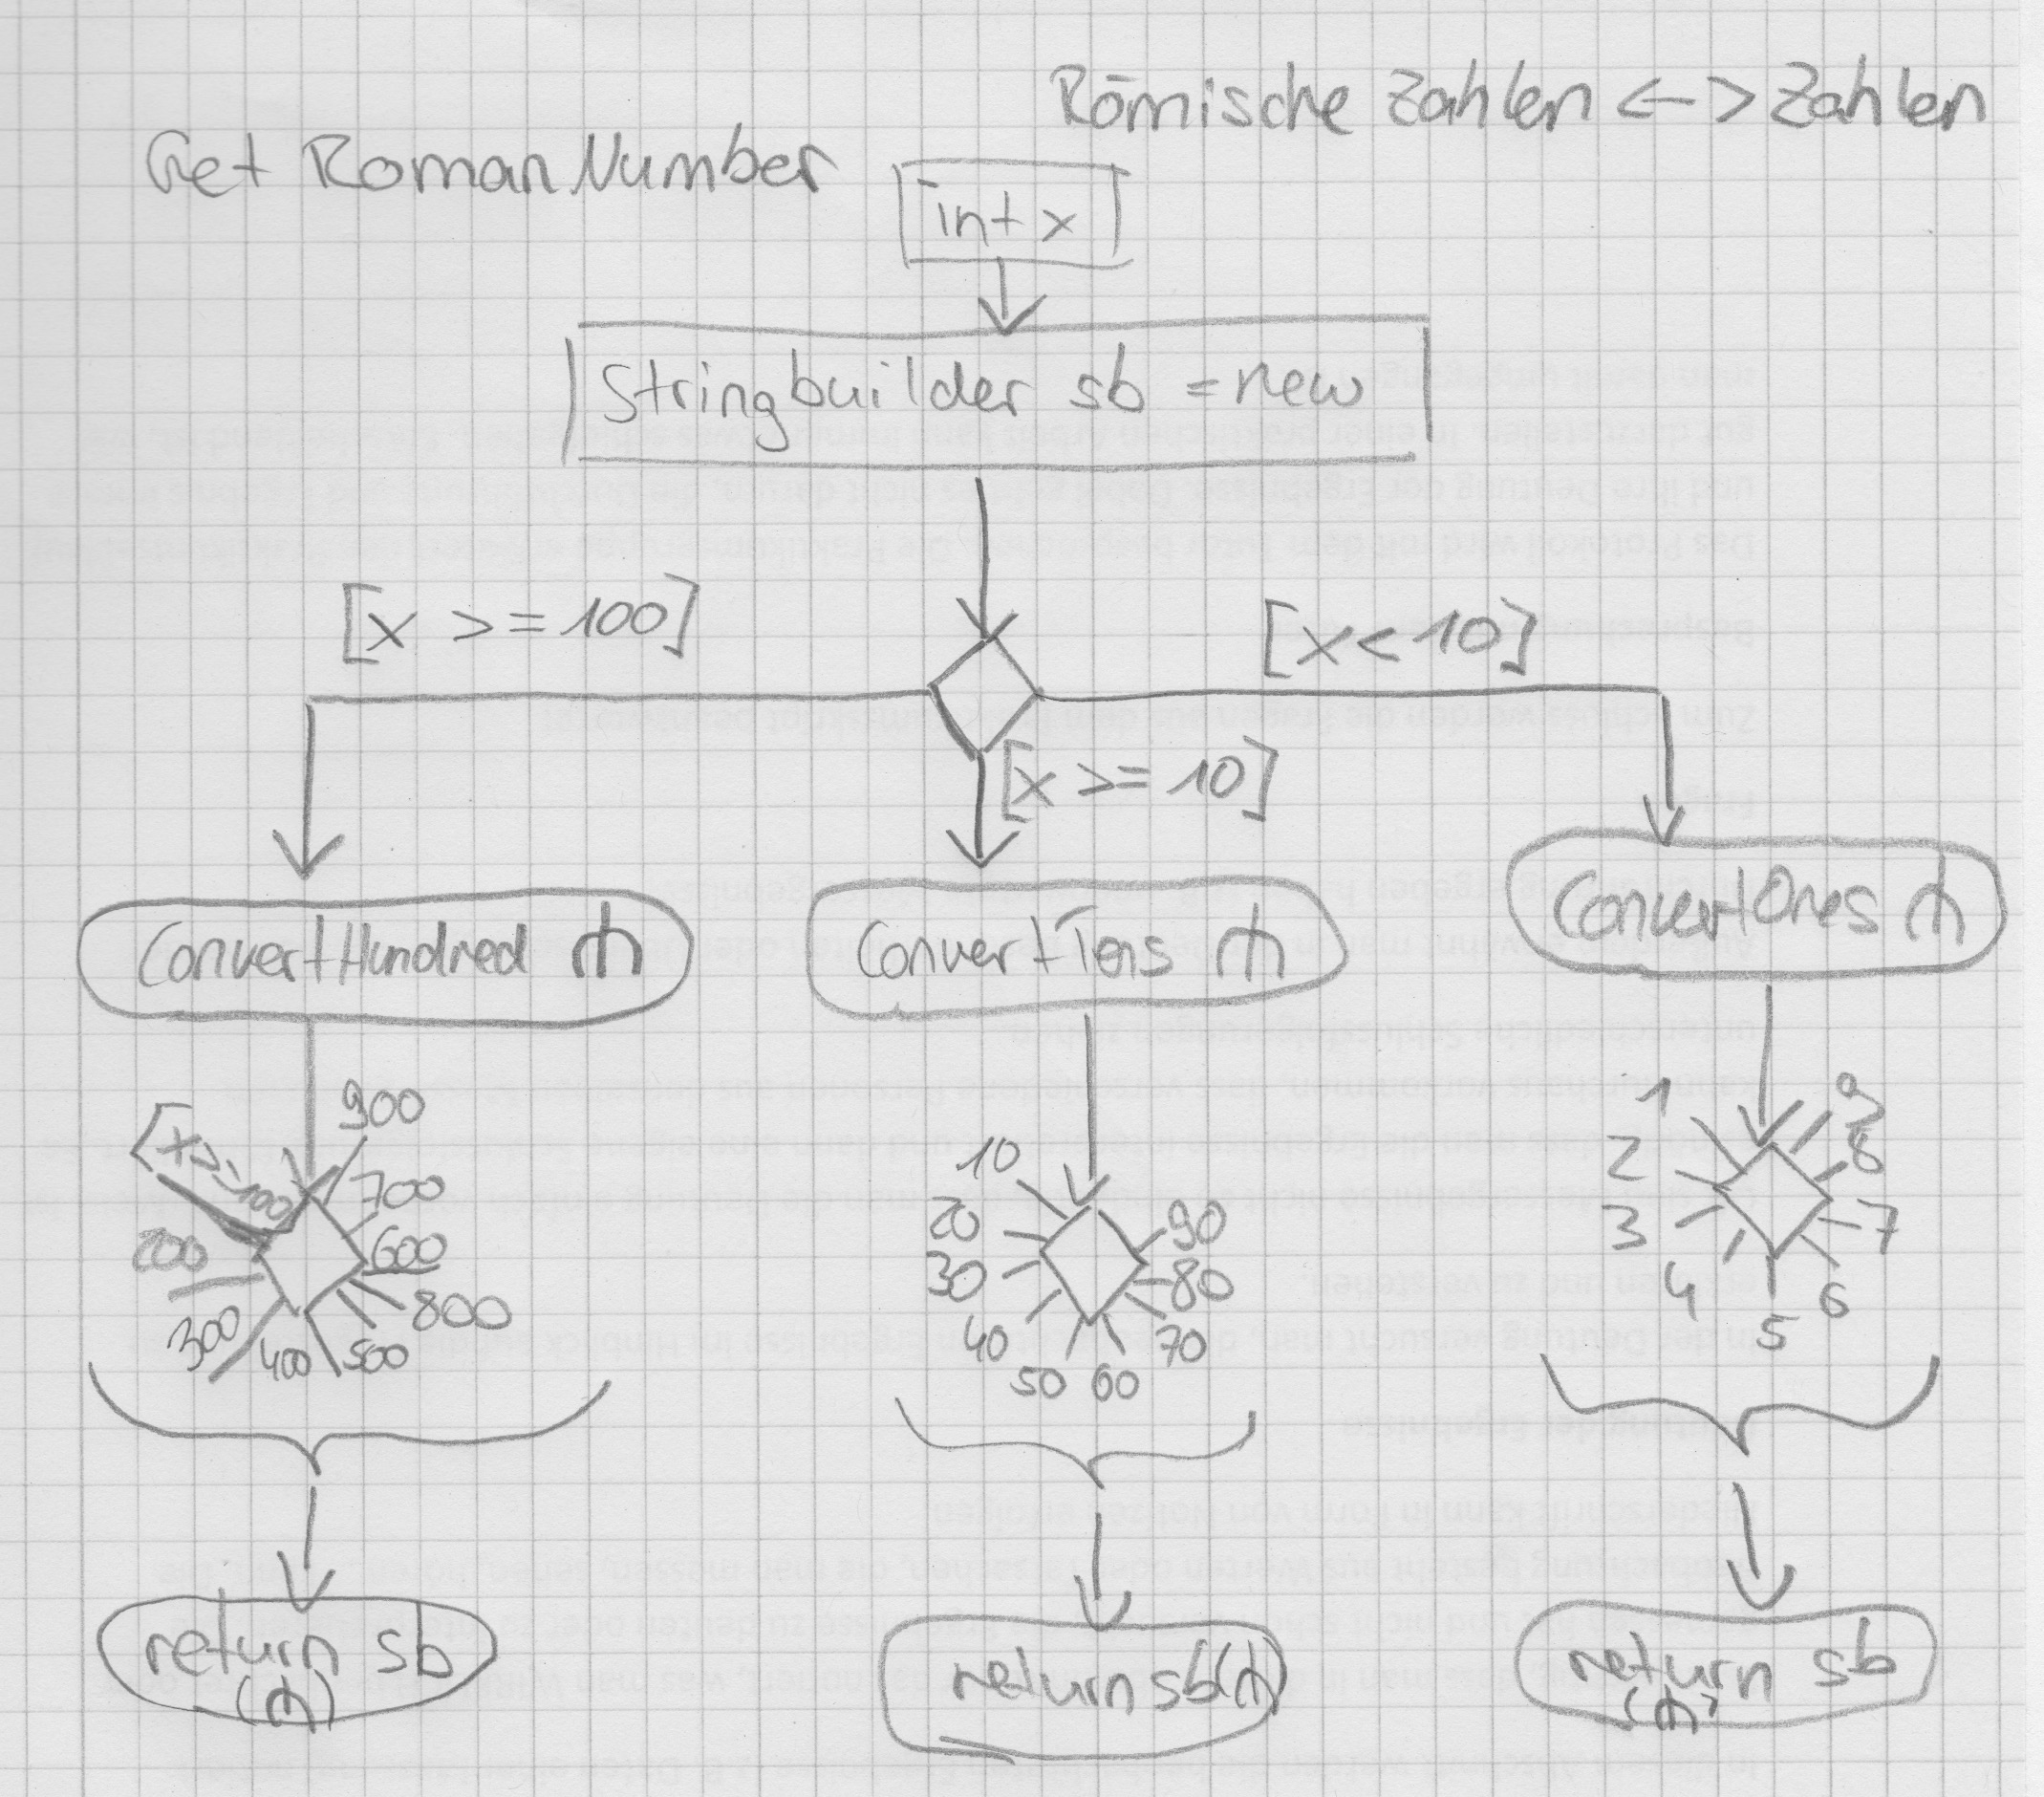 Römische Zahlen <-> Zahlen
Get RomanNumber
int x
Stringbuilder sb = new
[x >= 100]
[x < 10]
[x >= 10]
ConvertHundred
ConvertTens
ConvertOnes
[x >= 100]
200
300
400
500
800
600
700
900
10
20
30
40
50
60
70
80
90
1
2
3
4
5
6
7
8
9
return sb
return sb
return sb